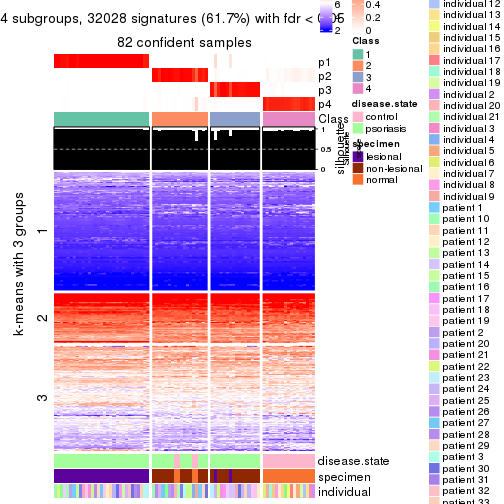 4 subgroups, 32028 signatures (61.7%) with fdr < 0.05
82 confident samples
p1
p2
p3
p4
Class
silhouette
1
0.5
0
k-means with 3 groups
1
2
3
disease.state
specimen
individual
6
2
0.4
0
Class
1
2
3
4
disease.state
control
psoriasis
specimen
lesional
non-lesional
normal
individual 12
individual 13
individual 14
individual 15
individual 16
individual 17
individual 18
individual 19
individual 2
individual 20
individual 21
individual 3
individual 4
individual 5
individual 6
individual 7
individual 8
individual 9
patient 1
patient 10
patient 11
patient 12
patient 13
patient 14
patient 15
patient 16
patient 17
patient 18
patient 19
patient 2
patient 20
patient 21
patient 22
patient 23
patient 24
patient 25
patient 26
patient 27
patient 28
patient 29
patient 3
patient 30
patient 31
patient 32
patient 33